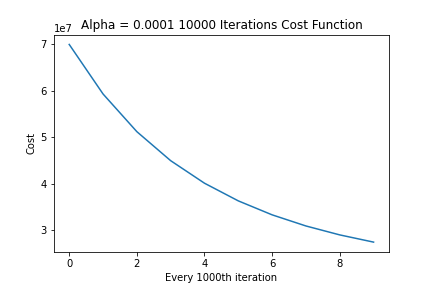 Alpha = 0.0001 10000 Iterations Cost Function
1e7
7
6
5
4
3
Cost
0 2 4 6 8
Every 1000th iteration